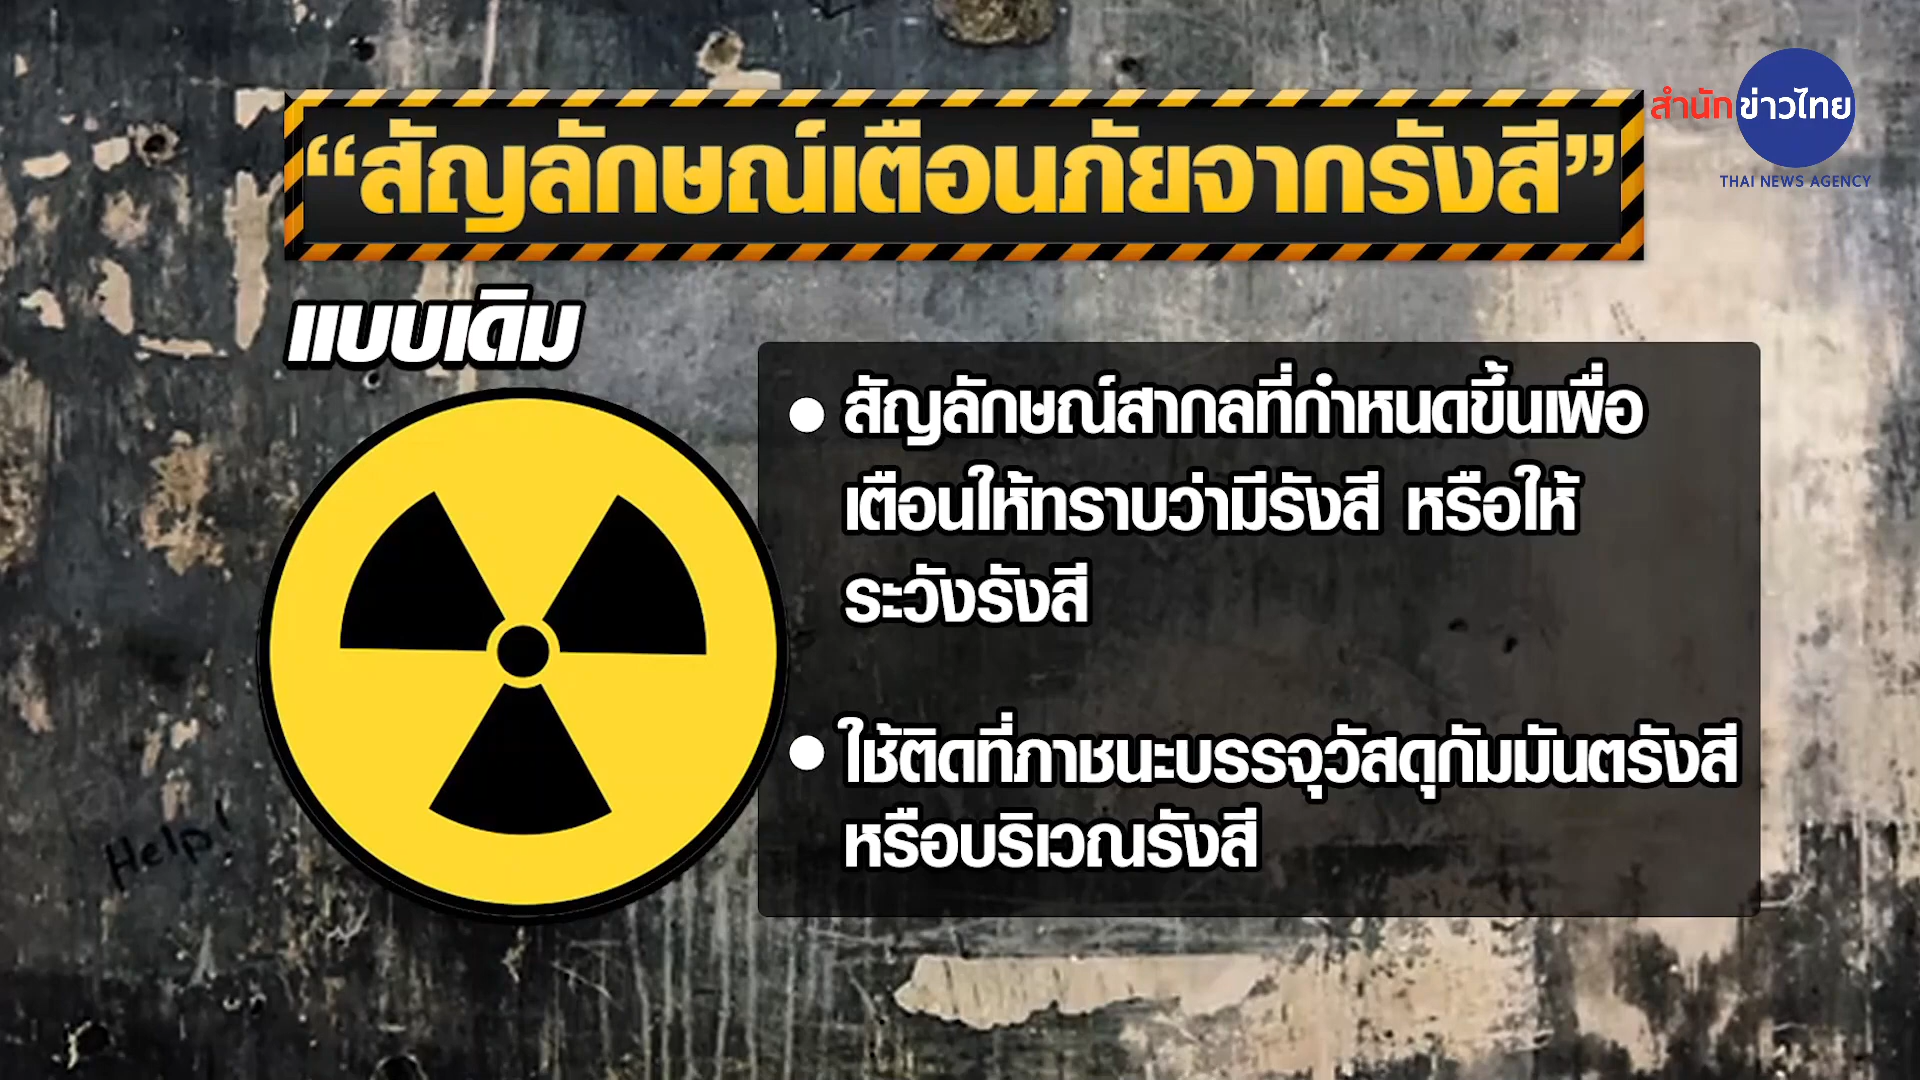 สำนักข่าวไทย
THAI NEWS AGENCY
“สัญลักษณ์เตือนภัยจากรังสี”
แบบเดิม
● สัญลักษณ์สากลที่กำหนดขึ้นเพื่อ
เตือนให้ทราบว่ามีรังสี หรือให้
ระวังรังสี
● ใช้ติดที่ภาชนะบรรจุวัสดุกัมมันตรังสี
หรือบริเวณรังสี
Help!